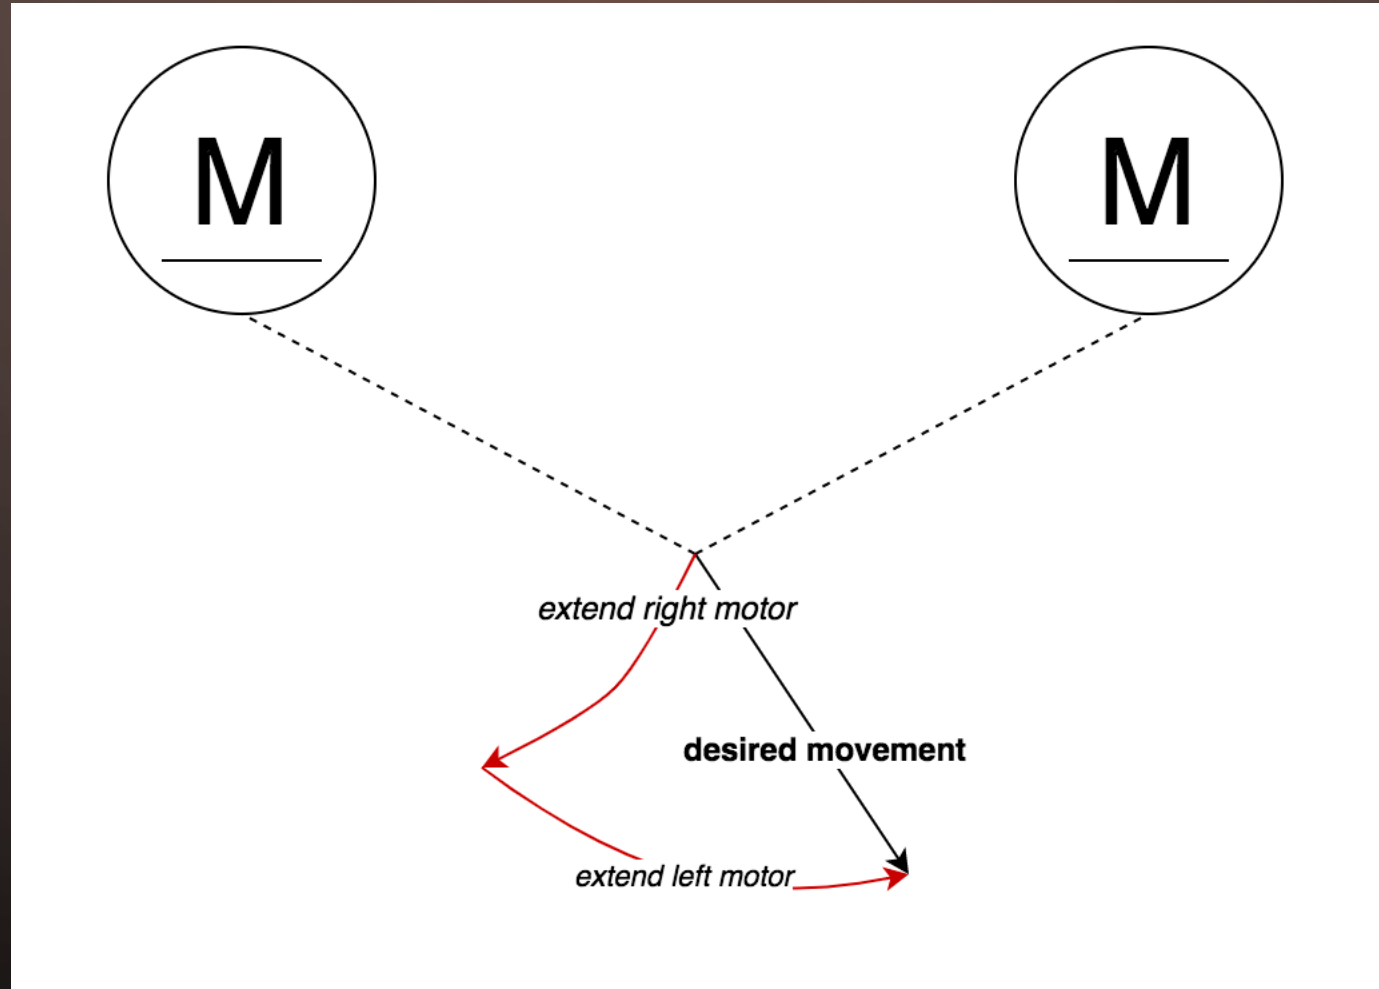 M
M
extend right motor
desired movement
extend left motor